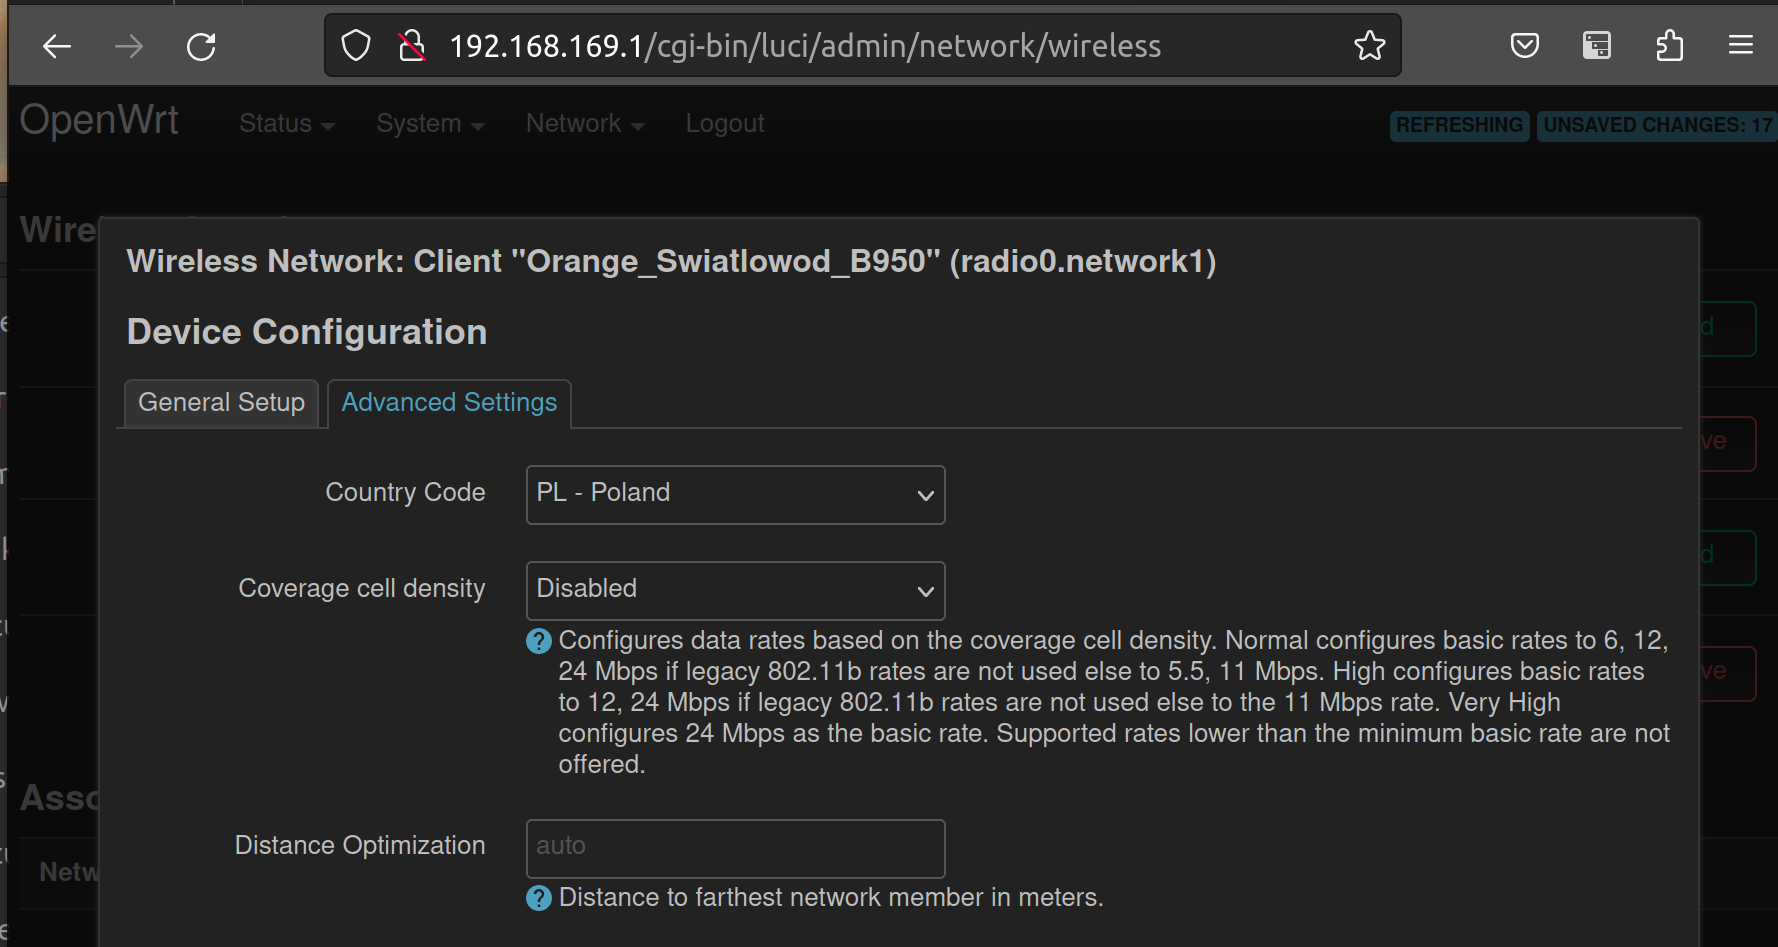 192.168.169.1/cgi-bin/luci/admin/network/wireless
OpenWrt Status System Network Logout REFRESHING UNSAVED CHANGES: 17
Wireless Network: Client "Orange_Swiatlowod_B950" (radio0.network1)
Device Configuration
General Setup Advanced Settings
Country Code PL - Poland
Coverage cell density Disabled
Configures data rates based on the coverage cell density. Normal configures basic rates to 6, 12,
24 Mbps if legacy 802.11b rates are not used else to 5.5, 11 Mbps. High configures basic rates
to 12, 24 Mbps if legacy 802.11b rates are not used else to the 11 Mbps rate. Very High
configures 24 Mbps as the basic rate. Supported rates lower than the minimum basic rate are not
offered.
Distance Optimization auto
Distance to farthest network member in meters.